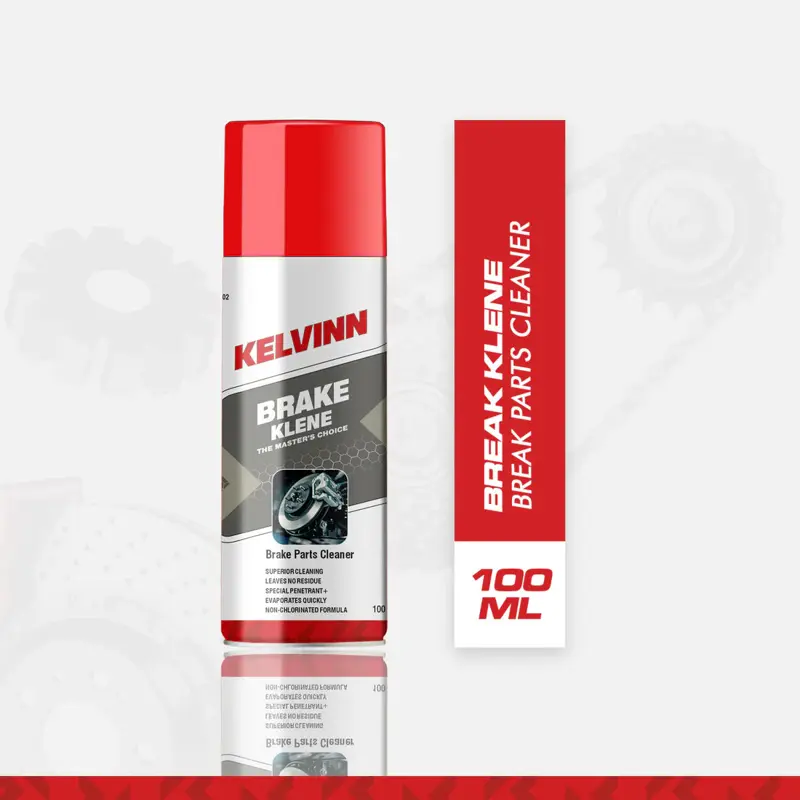 02
KELVINN
BRAKE
KLENE
THE MASTER'S CHOICE
Brake Parts Cleaner
SUPERIOR CLEANING
LEAVES NO RESIDUE
SPECIAL PENETRANT+
EVAPORATES QUICKLY
NON-CHLORINATED FORMULA
100
BREAK KLENE
BREAK PARTS CLEANER
100
ML